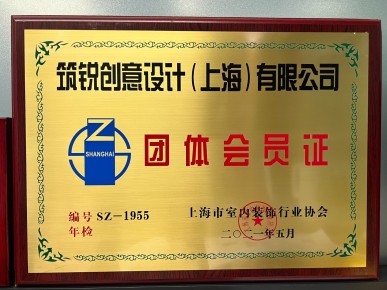 筑锐创意设计(上海)有限公司
Z
SHANGHAI
团体会员证
编号 SZ-1955
年检
上海市室内装饰行业协会
二〇二一年五月